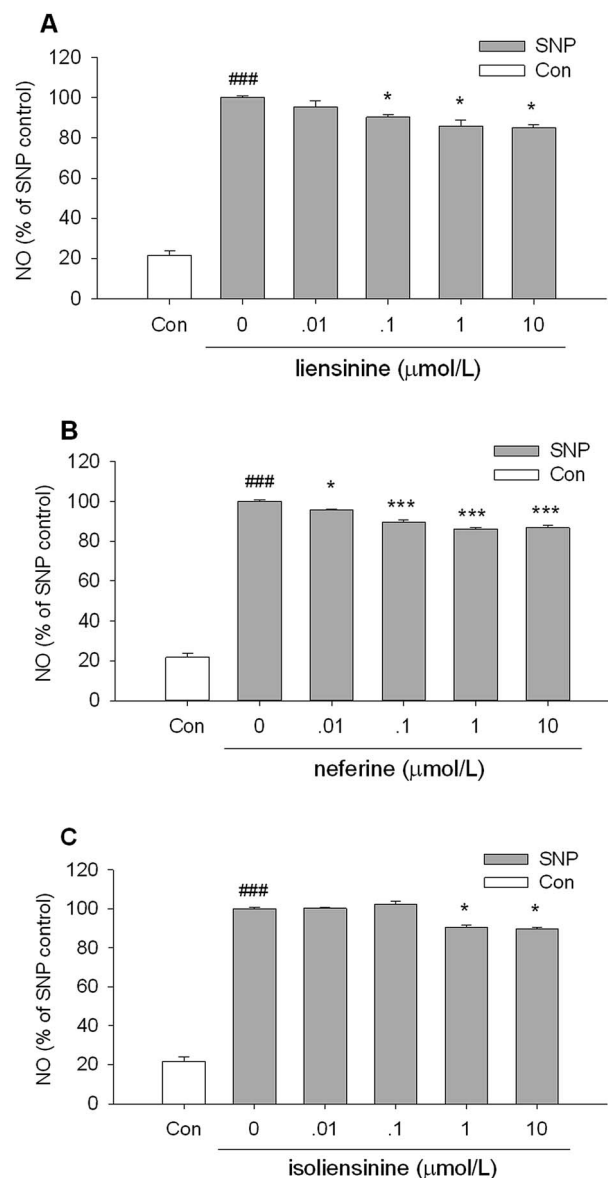 A
SNP
Con
NO (% of SNP control)
120
100
80
60
40
20
0
###
*
*
*
Con 0 .01 .1 1 10
liensinine (μmol/L)
B
SNP
Con
NO (% of SNP control)
120
100
80
60
40
20
0
###
*
***
***
***
Con 0 .01 .1 1 10
neferine (μmol/L)
C
SNP
Con
NO (% of SNP control)
120
100
80
60
40
20
0
###
*
*
Con 0 .01 .1 1 10
isoliensinine (μmol/L)